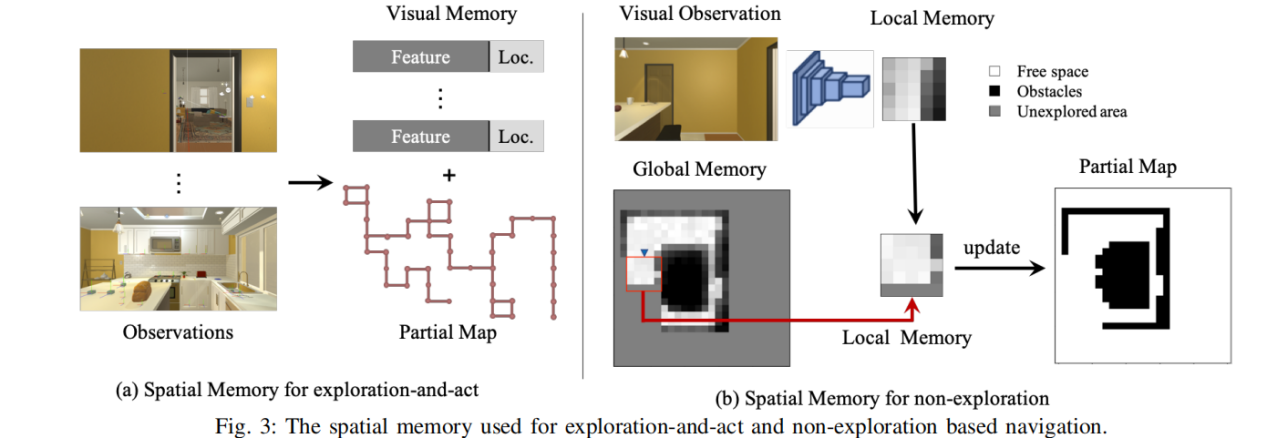 Visual Memory
Feature
Loc.
Feature
Loc.
+
Observations
Partial Map
(a) Spatial Memory for exploration-and-act
Visual Observation
Local Memory
Free space
Obstacles
Unexplored area
Global Memory
Partial Map
update
Local Memory
(b) Spatial Memory for non-exploration
Fig. 3: The spatial memory used for exploration-and-act and non-exploration based navigation.